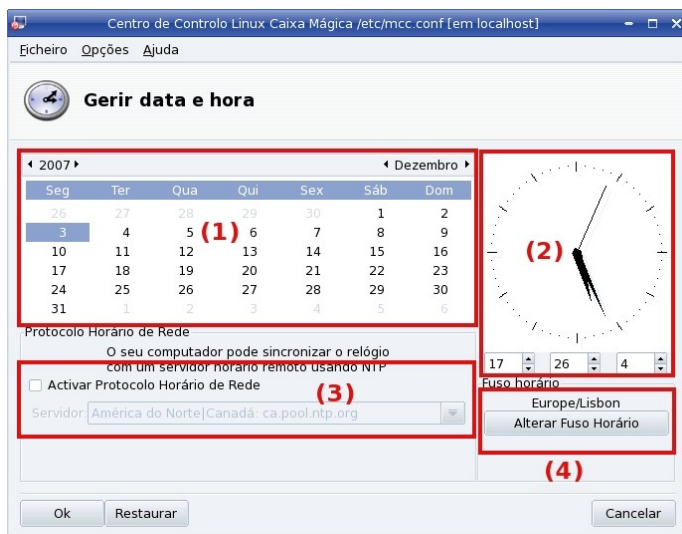 Centro de Controlo Linux Caixa Mágica /etc/mcc.conf [em localhost]
Ficheiro Opções Ajuda
Gerir data e hora
2007 Dezembro
Seg Ter Qua Qui Sex Sáb Dom
26 27 28 29 30 1 2
3 4 5 6 7 8 9
10 11 12 13 14 15 16
17 18 19 20 21 22 23
24 25 26 27 28 29 30
31 1 2 3 4 5 6
(1)
(2)
17 26 4
Protocolo Horário de Rede
O seu computador pode sincronizar o relógio
com um servidor horário remoto usando NTP
Activar Protocolo Horário de Rede
(3)
Servidor: América do Norte|Canadá: ca.pool.ntp.org
Fuso horário
Europe/Lisbon
Alterar Fuso Horário
(4)
Ok Restaurar Cancelar